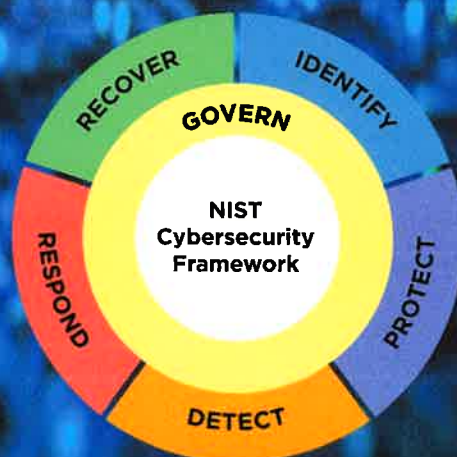 NIST
Cybersecurity
Framework
GOVERN
IDENTIFY
PROTECT
DETECT
RESPOND
RECOVER